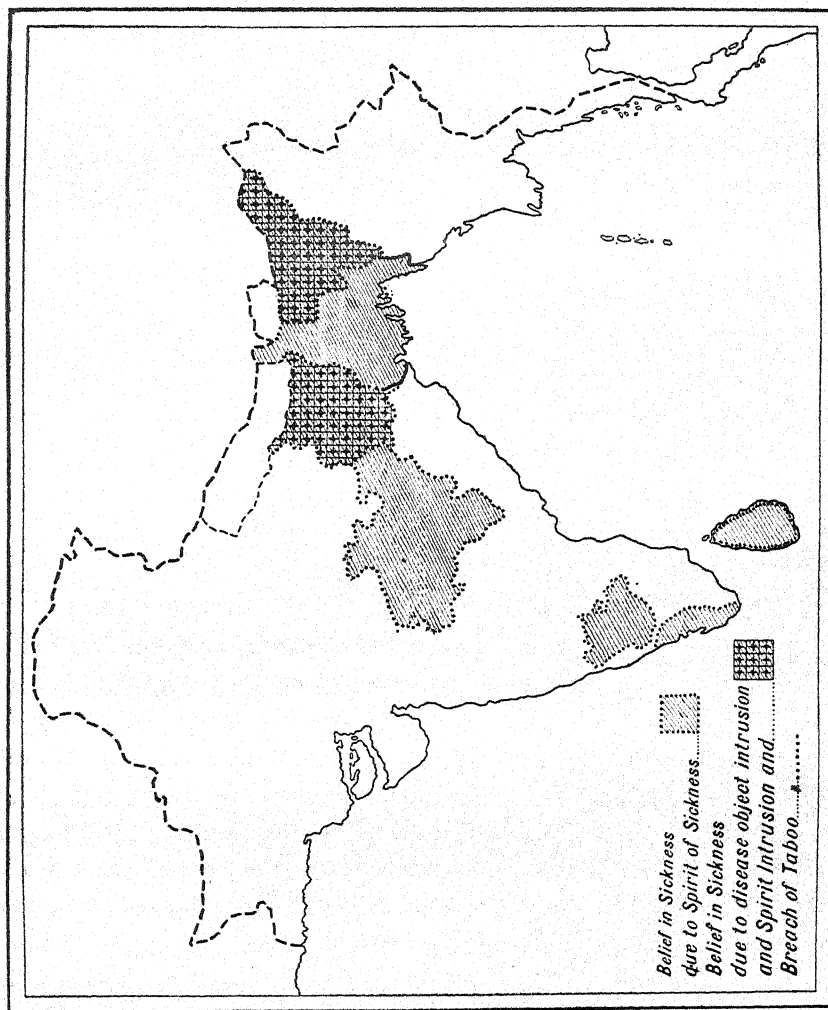 Belief in Sickness
due to Spirit of Sickness
Belief in Sickness
due to disease object intrusion
and Spirit Intrusion and
Breach of Taboo